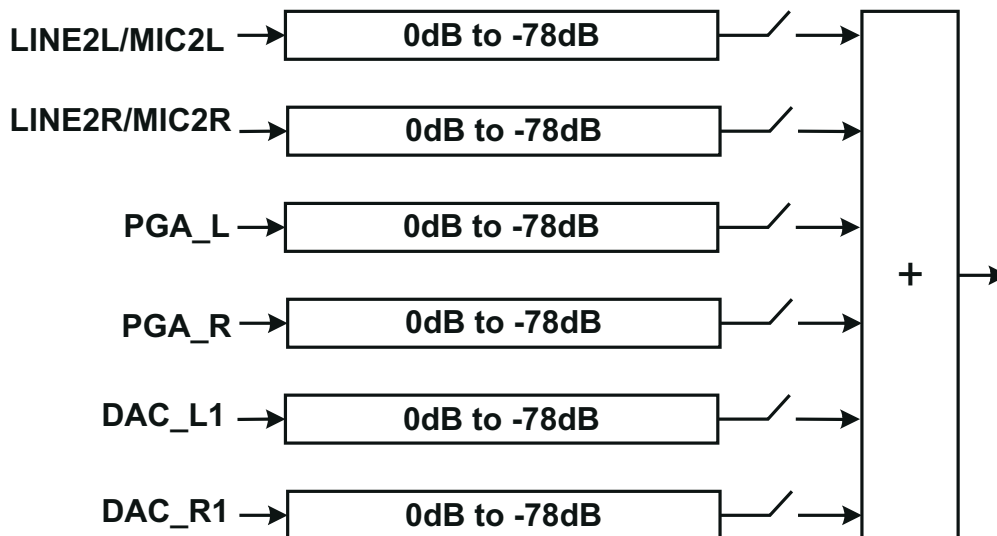 LINE2L/MIC2L 0dB to -78dB
LINE2R/MIC2R 0dB to -78dB
PGA_L 0dB to -78dB
+
PGA_R 0dB to -78dB
DAC_L1 0dB to -78dB
DAC_R1 0dB to -78dB